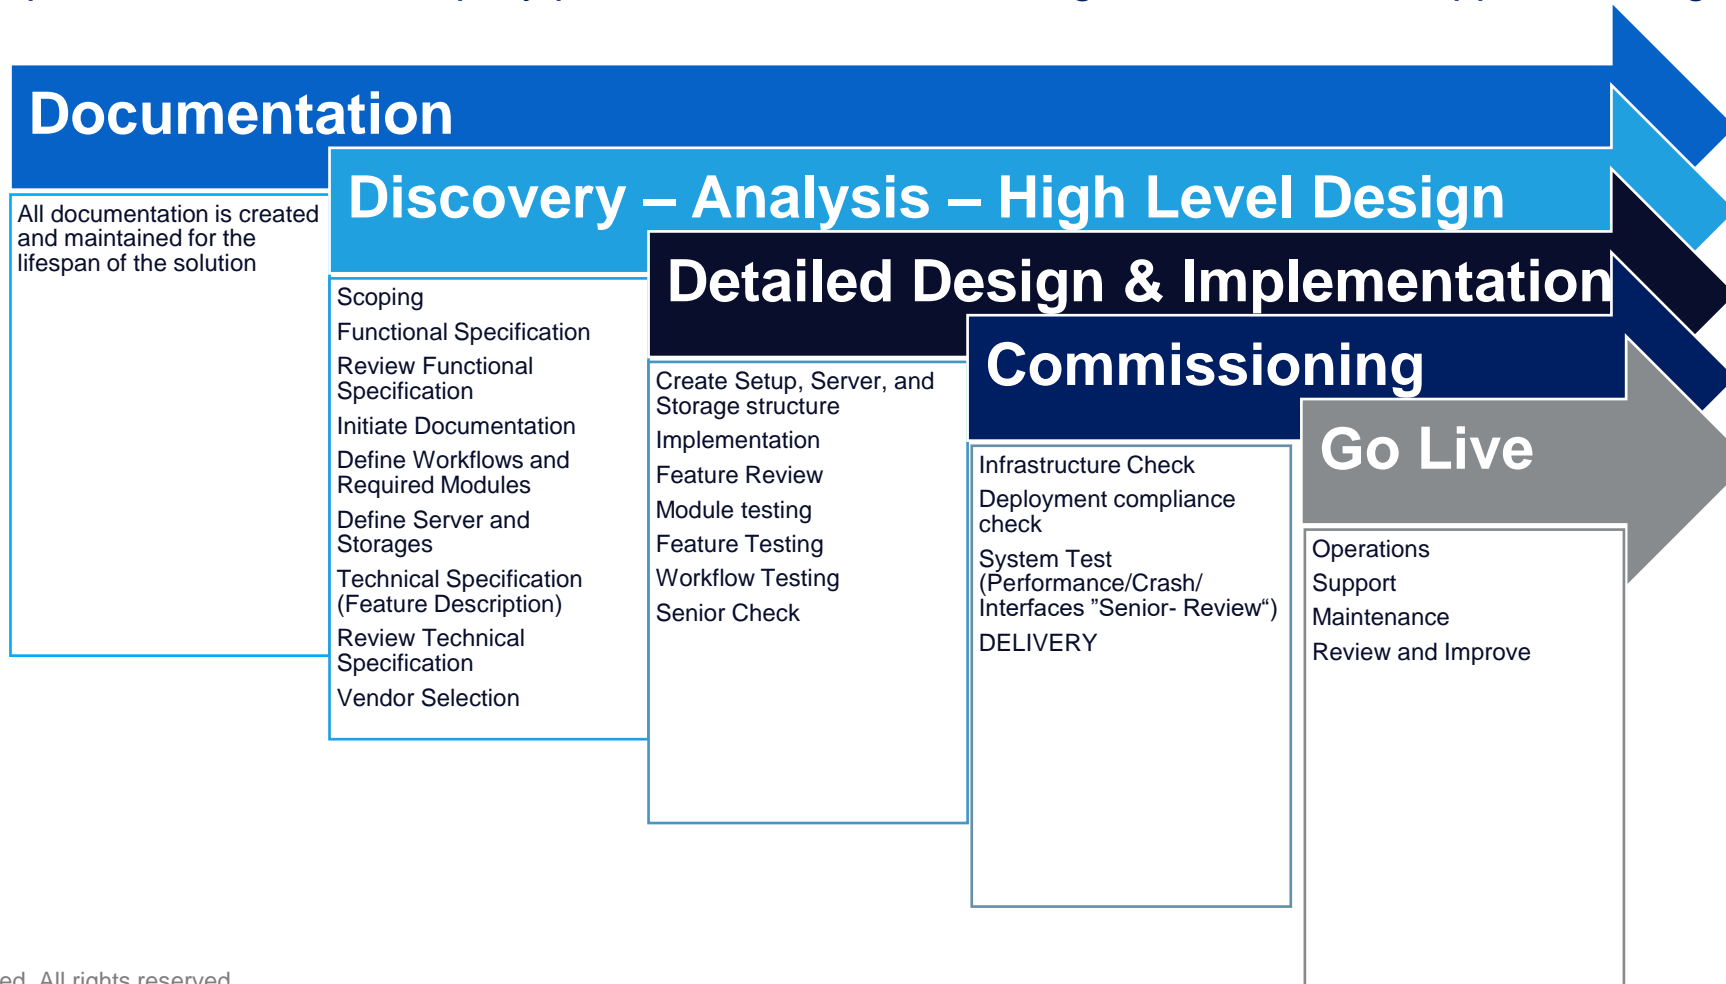 Documentation
All documentation is created
and maintained for the
lifespan of the solution
Discovery – Analysis – High Level Design
Scoping
Functional Specification
Review Functional
Specification
Initiate Documentation
Define Workflows and
Required Modules
Define Server and
Storages
Technical Specification
(Feature Description)
Review Technical
Specification
Vendor Selection
Detailed Design & Implementation
Create Setup, Server, and
Storage structure
Implementation
Feature Review
Module testing
Feature Testing
Workflow Testing
Senior Check
Commissioning
Infrastructure Check
Deployment compliance
check
System Test
(Performance/Crash/
Interfaces ”Senior- Review“)
DELIVERY
Go Live
Operations
Support
Maintenance
Review and Improve
All rights reserved